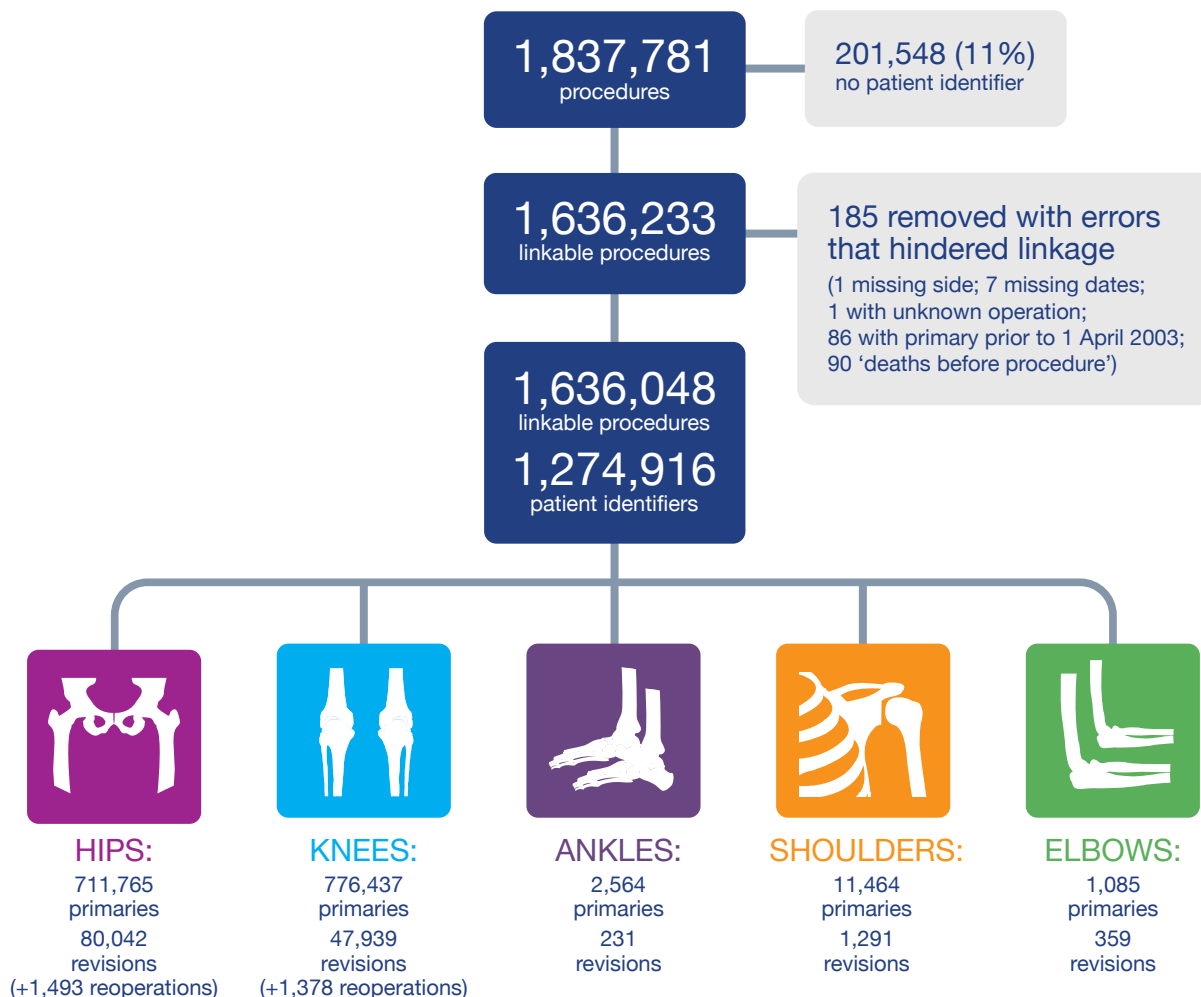 1,837,781
procedures
201,548 (11%)
no patient identifier
1,636,233
linkable procedures
185 removed with errors
that hindered linkage
(1 missing side; 7 missing dates;
1 with unknown operation;
86 with primary prior to 1 April 2003;
90 ‘deaths before procedure’)
1,636,048
linkable procedures
1,274,916
patient identifiers
HIPS:
711,765
primaries
80,042
revisions
(+1,493 reoperations)
KNEES:
776,437
primaries
47,939
revisions
(+1,378 reoperations)
ANKLES:
2,564
primaries
231
revisions
SHOULDERS:
11,464
primaries
1,291
revisions
ELBOWS:
1,085
primaries
359
revisions